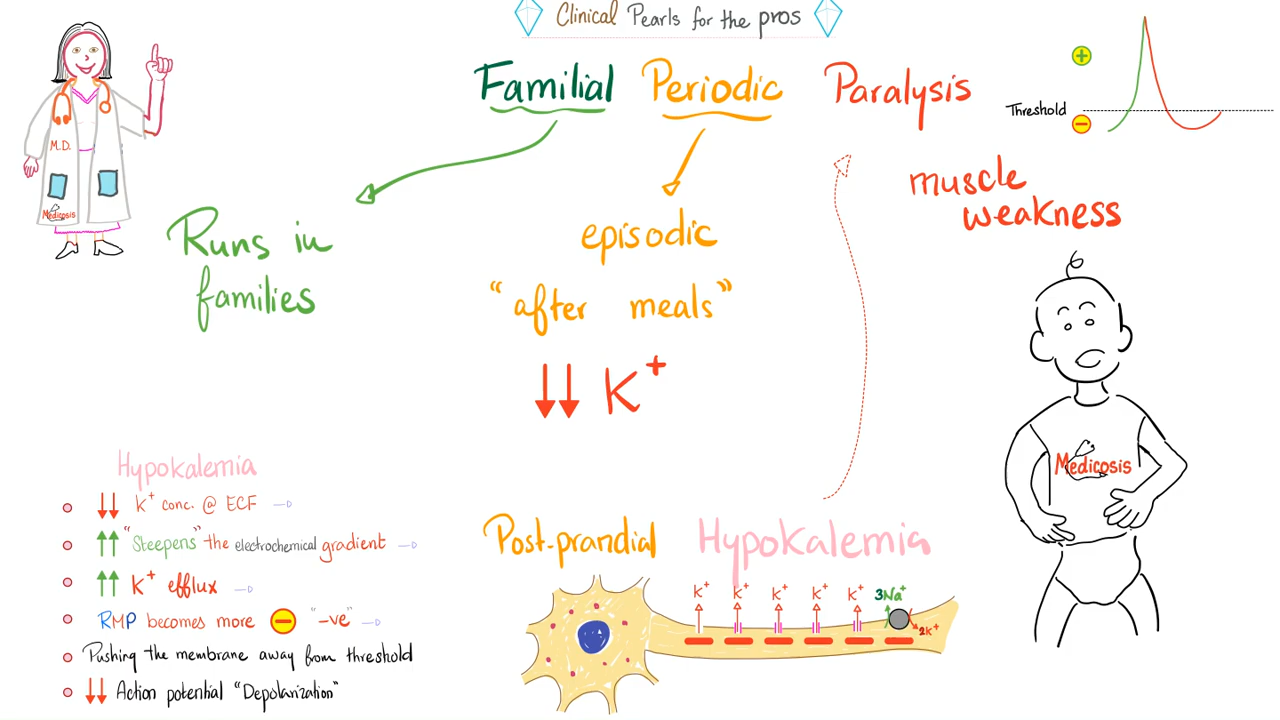 Clinical Pearls for the pros
Familial Periodic Paralysis
Threshold
M.D.
Medicosis
Runs in
families
episodic
"after meals"
↓↓ K+
muscle
weakness
Medicosis
Hypokalemia
↓↓ K+ conc. @ ECF
↑↑ "Steepens" the electrochemical gradient
↑↑ K+ efflux
RMP becomes more − "-ve"
Pushing the membrane away from threshold
↓↓ Action potential "Depolarization"
Post-prandial Hypokalemia
K+ K+ K+ K+ K+ 3Na+
2K+